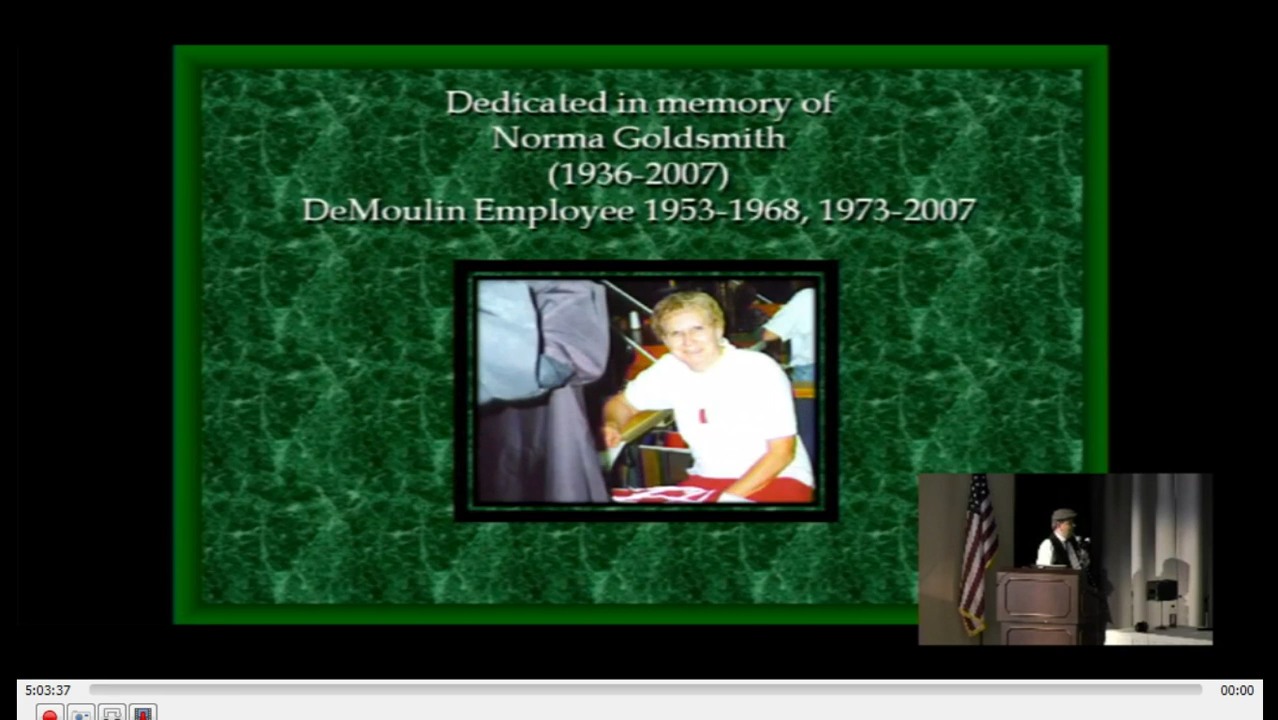 Dedicated in memory of
Norma Goldsmith
(1936-2007)
DeMoulin Employee 1953-1968, 1973-2007
5:03:37
00:00